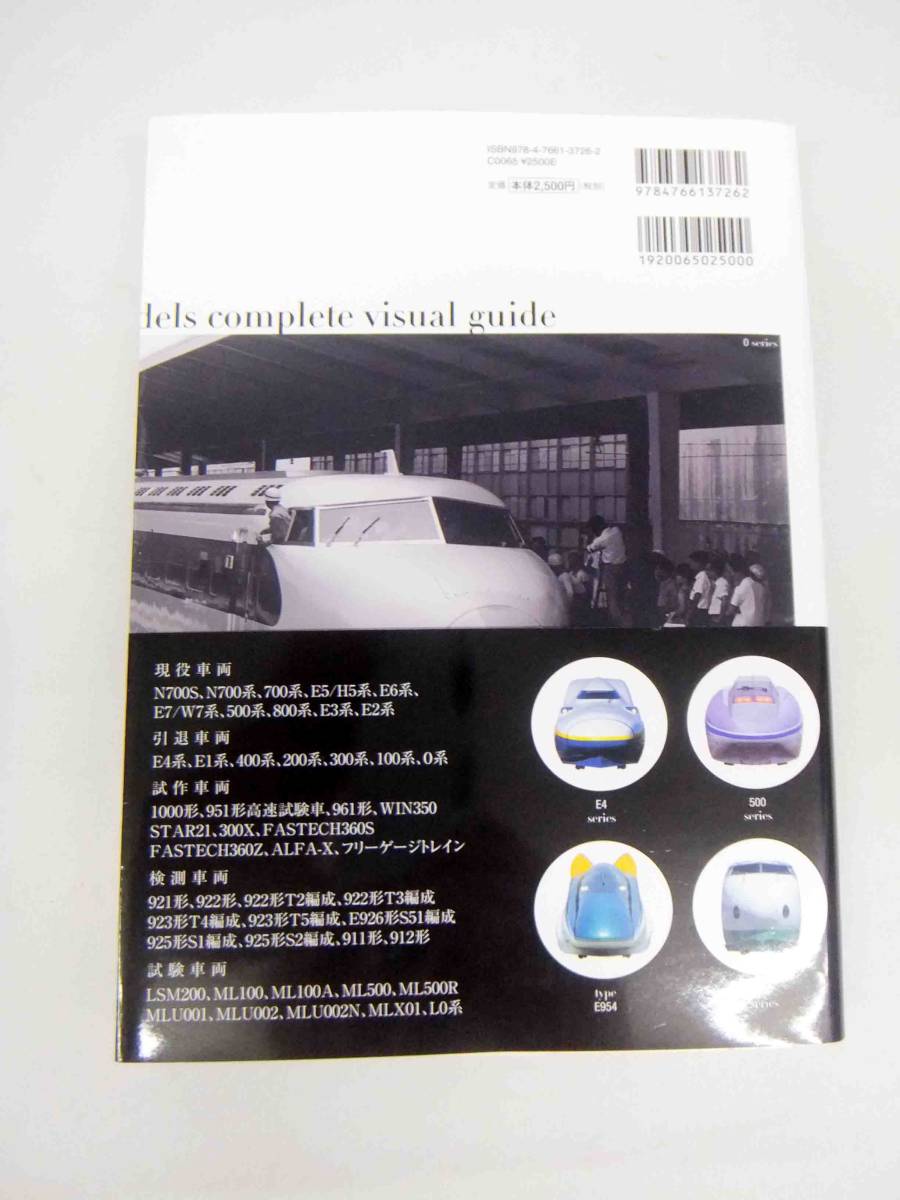 ISBN978-4-7661-3726-2
C0065 ¥2500E
定価 本体2,500円 (税別)
9784766137262
1920065025000
dels complete visual guide
0 series
現役車両
N700S、N700系、700系、E5/H5系、E6系、
E7/W7系、500系、800系、E3系、E2系
引退車両
E4系、E1系、400系、200系、300系、100系、0系
試作車両
1000形、951形高速試験車、961形、WIN350
STAR21、300X、FASTECH360S
FASTECH360Z、ALFA-X、フリーゲージトレイン
検測車両
921形、922形、922形T2編成、922形T3編成
923形T4編成、923形T5編成、E926形S51編成
925形S1編成、925形S2編成、911形、912形
試験車両
LSM200、ML100、ML100A、ML500、ML500R
MLU001、MLU002、MLU002N、MLX01、L0系
E4
series
500
series
type
E954
series